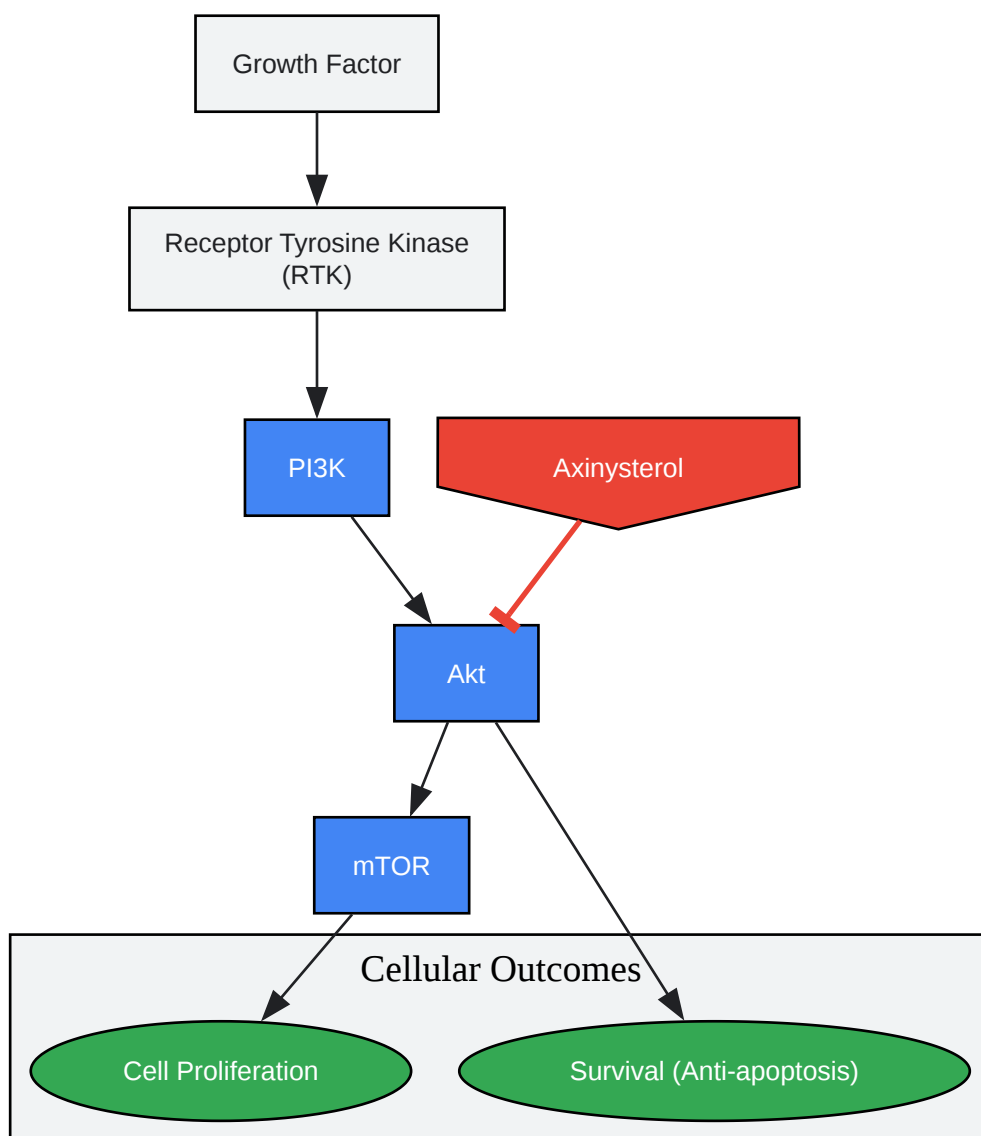 Growth Factor
Receptor Tyrosine Kinase
(RTK)
PI3K
Axinysterol
Akt
mTOR
Cellular Outcomes
Cell Proliferation
Survival (Anti-apoptosis)